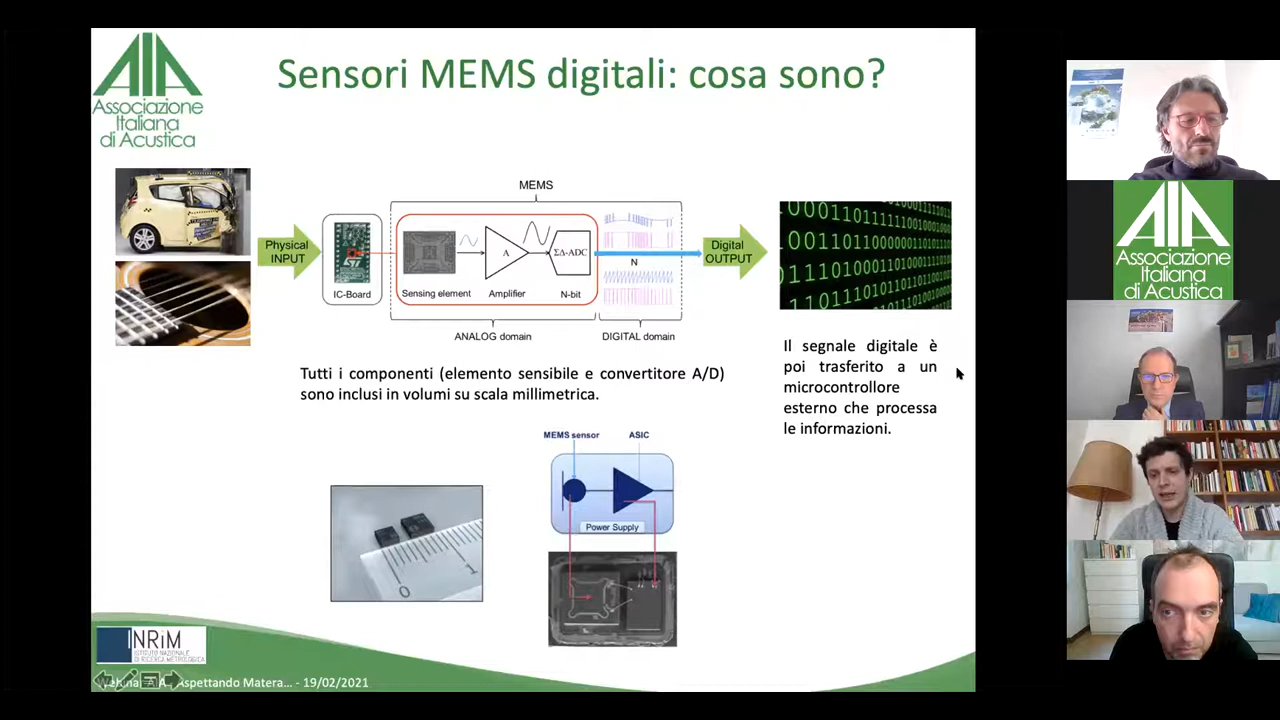 Sensori MEMS digitali: cosa sono?
Associazione
Italiana
di Acustica
MEMS
Physical
INPUT
IC-Board
Sensing element
A
Amplifier
ΣΔ-ADC
N-bit
N
Digital
OUTPUT
ANALOG domain
DIGITAL domain
Tutti i componenti (elemento sensibile e convertitore A/D)
sono inclusi in volumi su scala millimetrica.
Il segnale digitale è
poi trasferito a un
microcontrollore
esterno che processa
le informazioni.
MEMS sensor
ASIC
Power Supply
0
1
INRiM
ISTITUTO NAZIONALE
DI RICERCA METROLOGICA
Aspettando Matera... - 19/02/2021
AIA
Associazione
Italiana
di Acustica